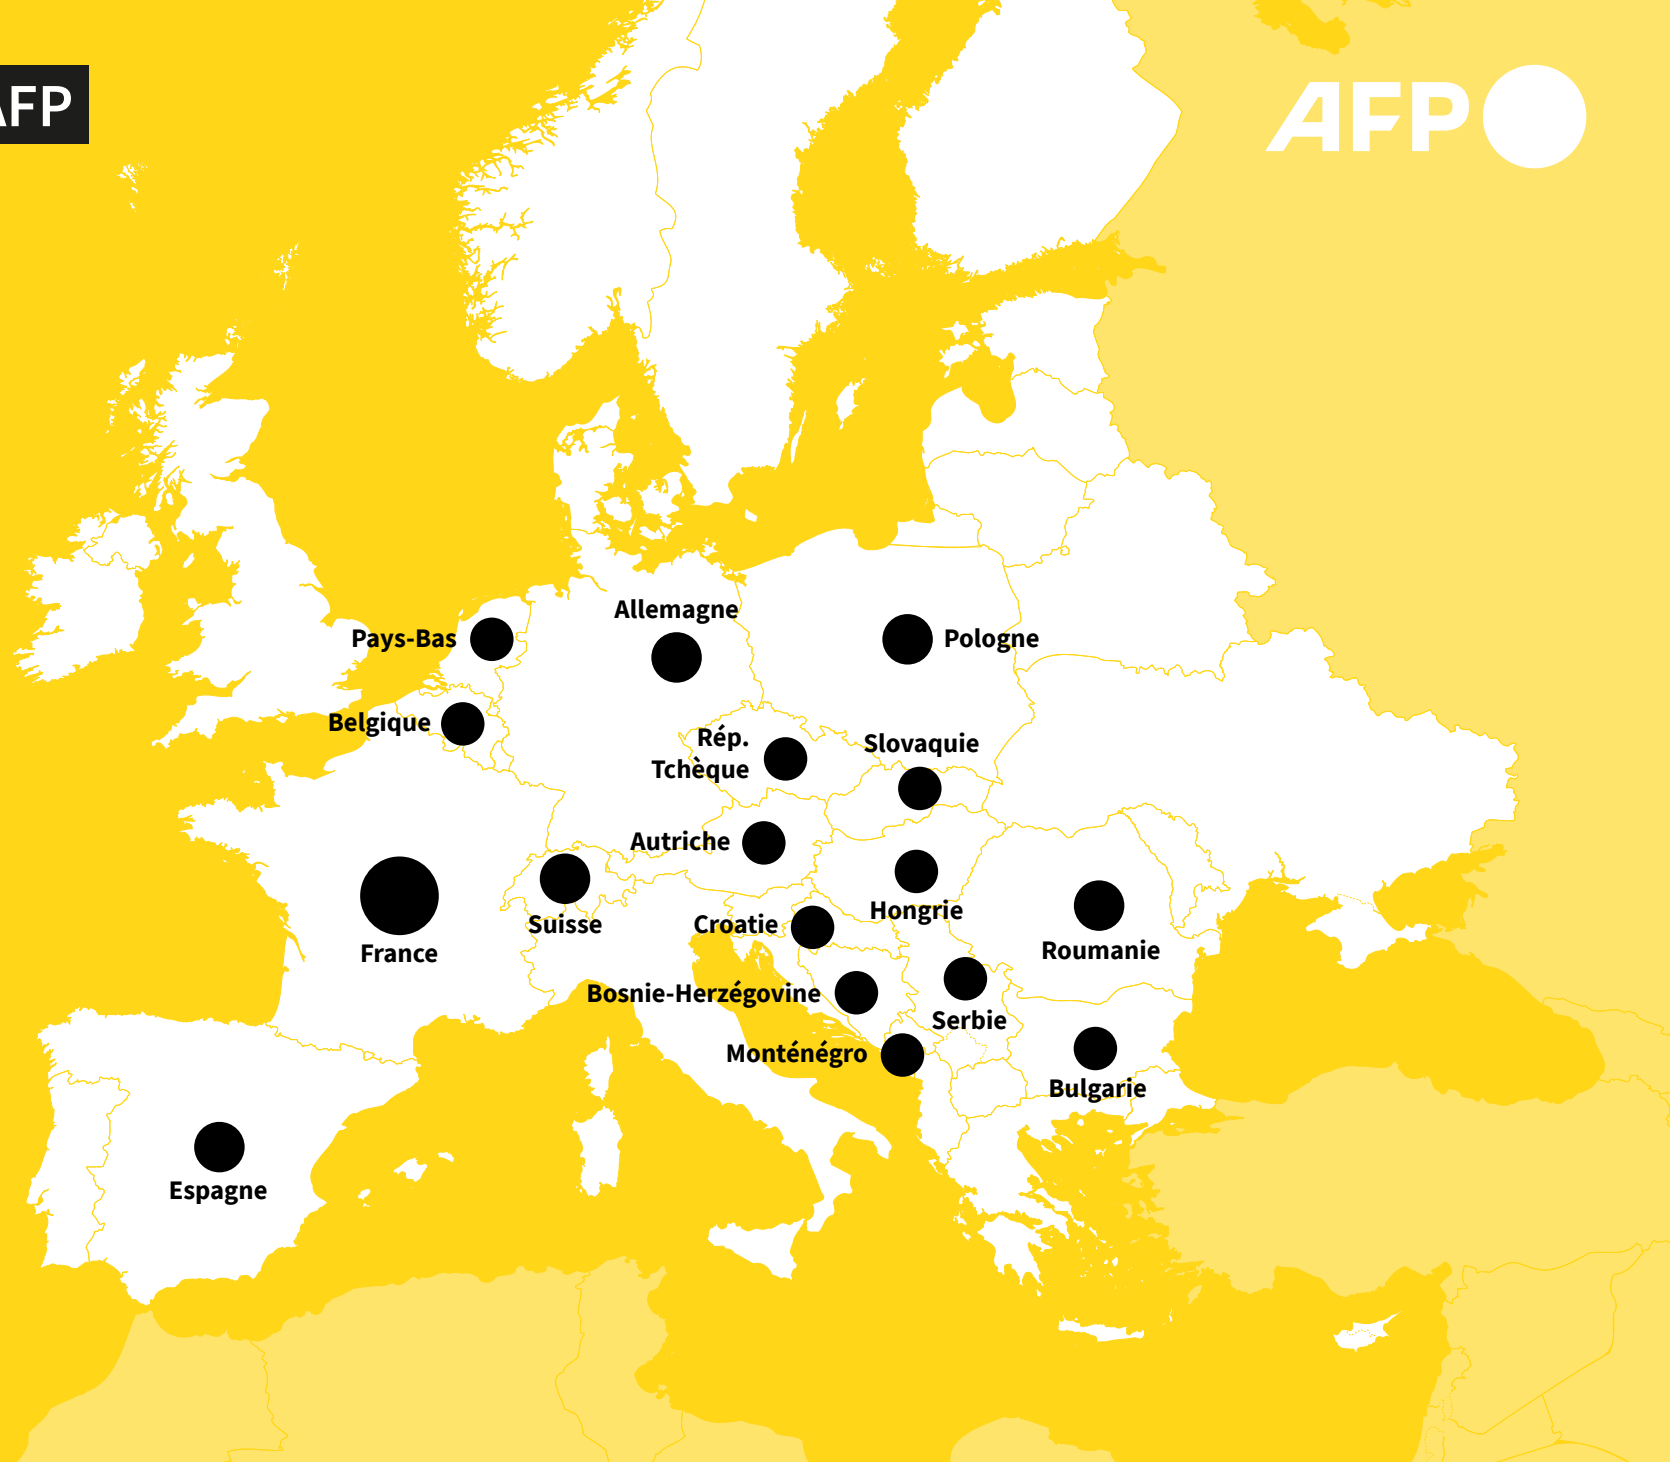 AFP
AFP
Allemagne
Pays-Bas
Pologne
Belgique
Rép.
Tchèque
Slovaquie
Autriche
Hongrie
Suisse
Croatie
France
Roumanie
Bosnie-Herzégovine
Serbie
Monténégro
Bulgarie
Espagne